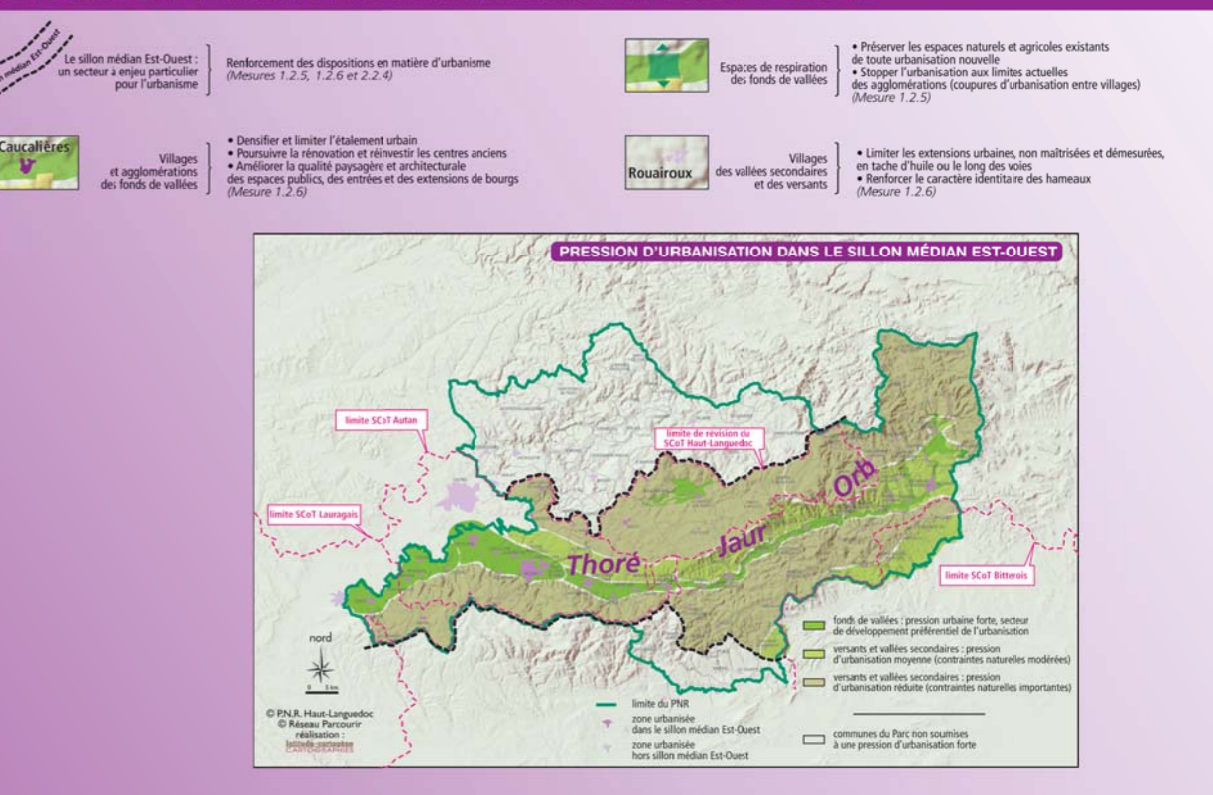 Est-Ouest
Le sillon médian Est-Ouest :
un secteur à enjeu particulier
pour l'urbanisme
Renforcement des dispositions en matière d'urbanisme
(Mesures 1.2.5, 1.2.6 et 2.2.4)
Espaces de respiration
des fonds de vallées
• Préserver les espaces naturels et agricoles existants
de toute urbanisation nouvelle
• Stopper l'urbanisation aux limites actuelles
des agglomérations (coupures d'urbanisation entre villages)
(Mesure 1.2.5)
Caucalières
Villages
et agglomérations
des fonds de vallées
• Densifier et limiter l'étalement urbain
• Poursuivre la rénovation et réinvestir les centres anciens
• Améliorer la qualité paysagère et architecturale
des espaces publics, des entrées et des extensions de bourgs
(Mesure 1.2.6)
Rouairoux
Villages
des vallées secondaires
et des versants
• Limiter les extensions urbaines, non maîtrisées et démesurées,
en tache d'huile ou le long des voies
• Renforcer le caractère identitaire des hameaux
(Mesure 1.2.6)
PRESSION D'URBANISATION DANS LE SILLON MÉDIAN EST-OUEST
limite SCoT Autan
limite de révision du
SCoT Haut-Languedoc
limite SCoT Lauragais
Orb
Jaur
Thoré
limite SCoT Bitterois
nord
0 5 km
© P.N.R. Haut-Languedoc
© Réseau Parcourir
réalisation :
latitude-cartagène
CARTOGRAPHIES
limite du PNR
zone urbanisée
dans le sillon médian Est-Ouest
zone urbanisée
hors sillon médian Est-Ouest
fonds de vallées : pression urbaine forte, secteur
de développement préférentiel de l'urbanisation
versants et vallées secondaires : pression
d'urbanisation moyenne (contraintes naturelles modérées)
versants et vallées secondaires : pression
d'urbanisation réduite (contraintes naturelles importantes)
communes du Parc non soumises
à une pression d'urbanisation forte